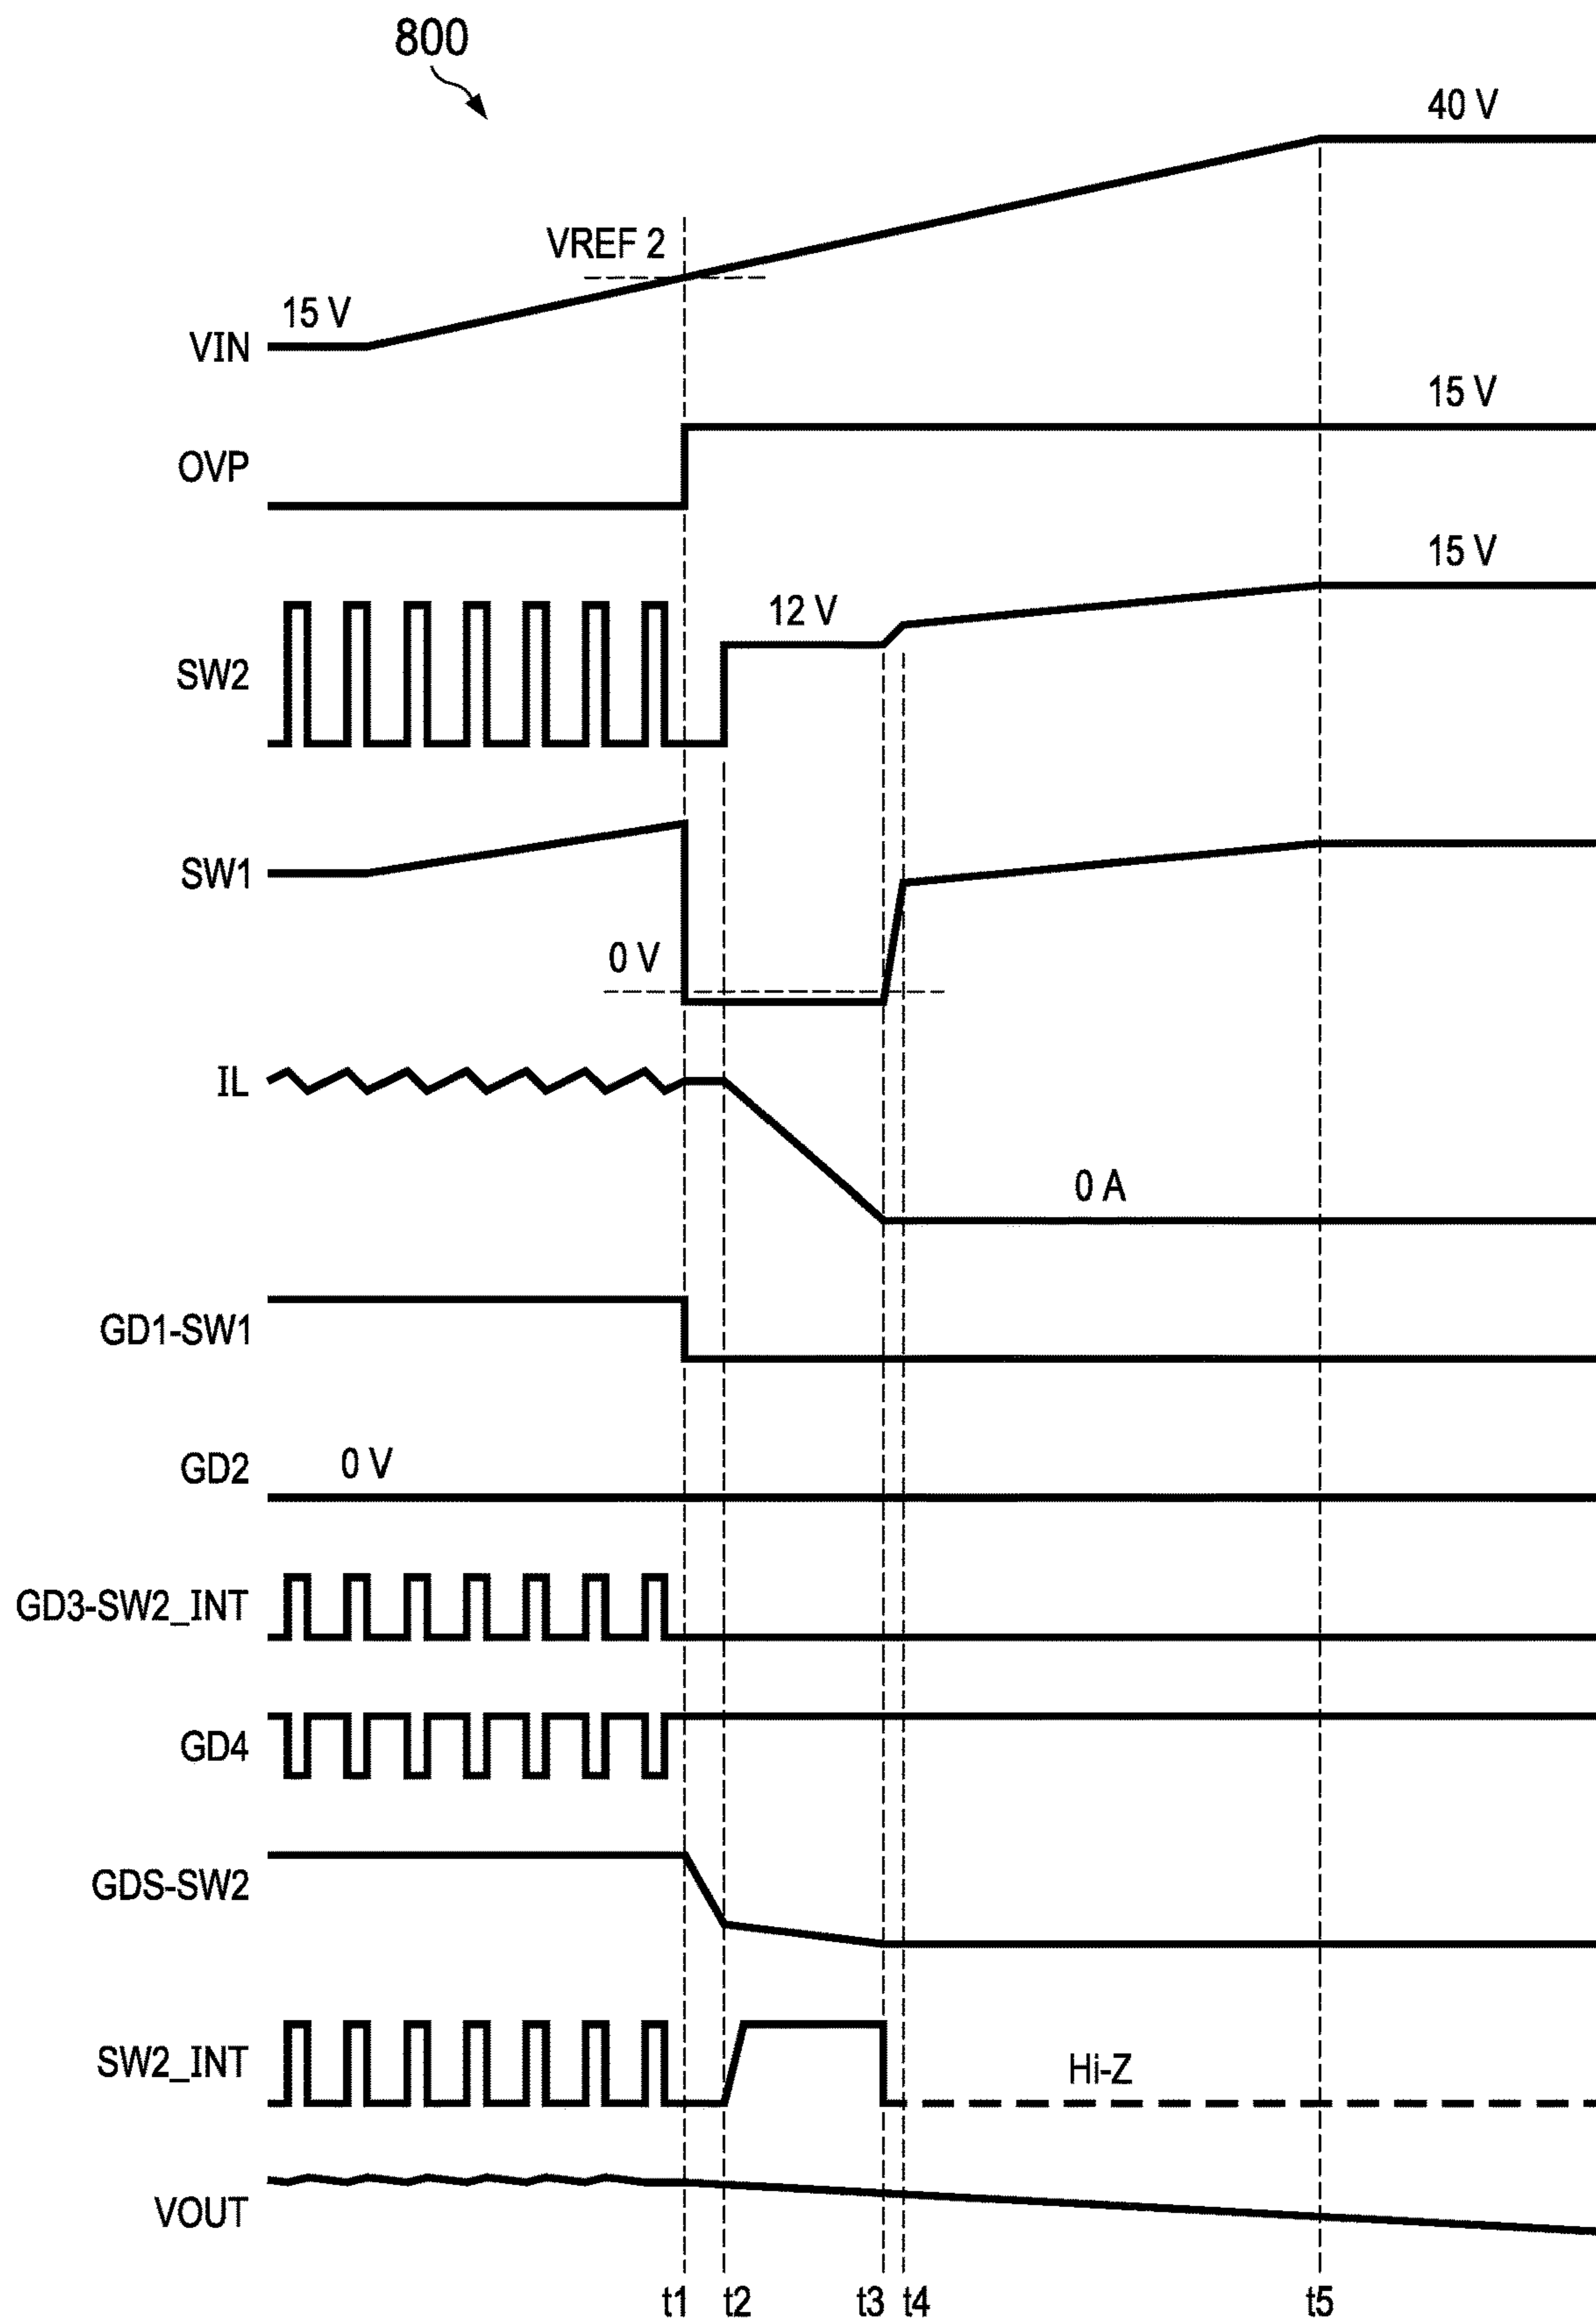 800
40 V
VREF 2
15 V
VIN
15 V
OVP
15 V
12 V
SW2
SW1
0 V
IL
0 A
GD1-SW1
0 V
GD2
GD3-SW2_INT
GD4
GDS-SW2
Hi-Z
SW2_INT
VOUT
t1 t2 t3 t4 t5